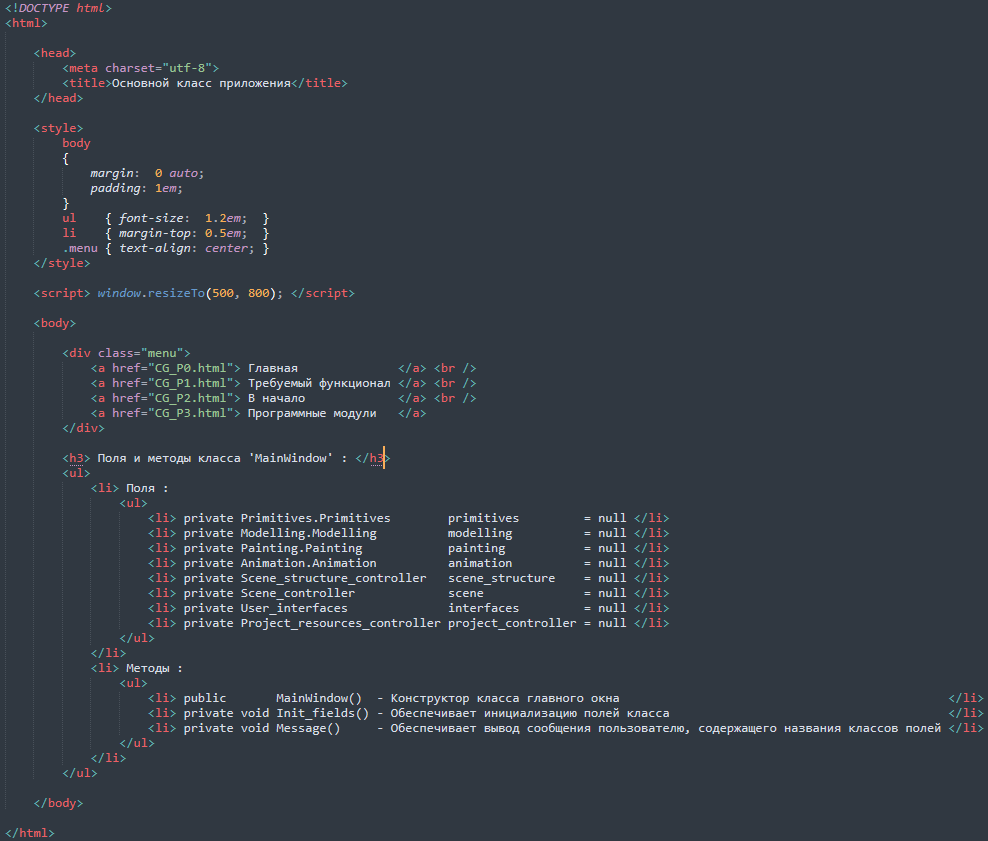 <!DOCTYPE html>
<html>
<head>
<meta charset="utf-8">
<title>Основной класс приложения</title>
</head>
<style>
body
{
margin:  0 auto;
padding: 1em;
}
ul    { font-size:  1.2em;  }
li    { margin-top: 0.5em;  }
.menu { text-align: center; }
</style>
<script> window.resizeTo(500, 800); </script>
<body>
<div class="menu">
<a href="CG_P0.html"> Главная              </a> <br />
<a href="CG_P1.html"> Требуемый функционал </a> <br />
<a href="CG_P2.html"> В начало             </a> <br />
<a href="CG_P3.html"> Программные модули   </a>
</div>
<h3> Поля и методы класса 'MainWindow' : </h3>
<ul>
<li> Поля :
<ul>
<li> private Primitives.Primitives        primitives         = null </li>
<li> private Modelling.Modelling          modelling          = null </li>
<li> private Painting.Painting            painting           = null </li>
<li> private Animation.Animation          animation          = null </li>
<li> private Scene_structure_controller   scene_structure    = null </li>
<li> private Scene_controller             scene              = null </li>
<li> private User_interfaces              interfaces         = null </li>
<li> private Project_resources_controller project_controller = null </li>
</ul>
</li>
<li> Методы :
<ul>
<li> public       MainWindow()  - Конструктор класса главного окна                                              </li>
<li> private void Init_fields() - Обеспечивает инициализацию полей класса                                       </li>
<li> private void Message()     - Обеспечивает вывод сообщения пользователю, содержащего названия классов полей </li>
</ul>
</li>
</ul>
</body>
</html>